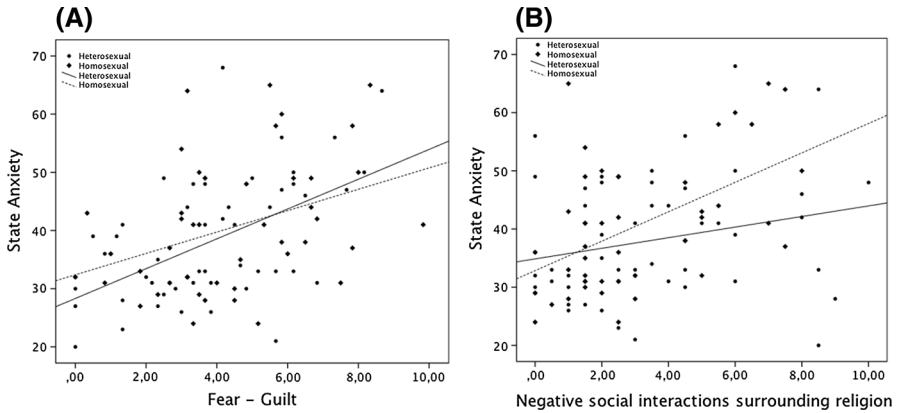 (A)
Heterosexual
Homosexual
Heterosexual
Homosexual
70
60
50
40
30
20
State Anxiety
,00 2,00 4,00 6,00 8,00 10,00
Fear – Guilt
(B)
Heterosexual
Homosexual
Heterosexual
Homosexual
70
60
50
40
30
20
State Anxiety
,00 2,00 4,00 6,00 8,00 10,00
Negative social interactions surrounding religion